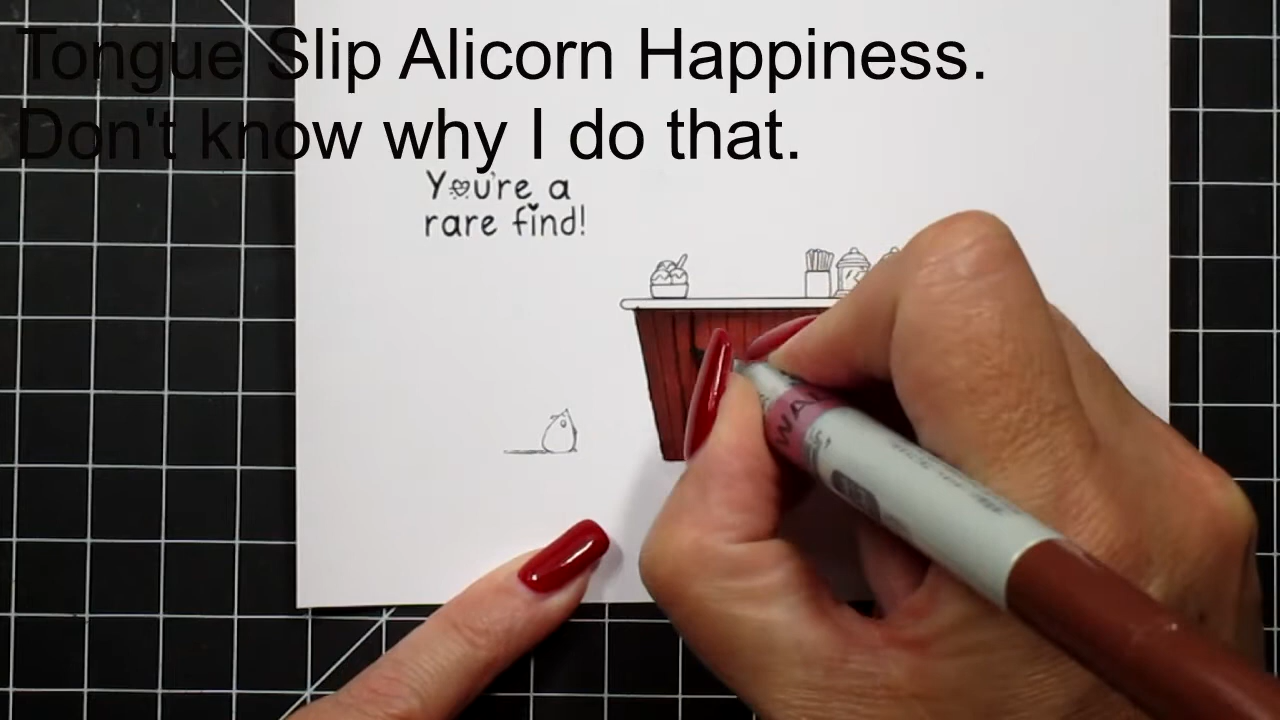 Tongue Slip Alicorn Happiness.
Don't know why I do that.
You're a
rare find!